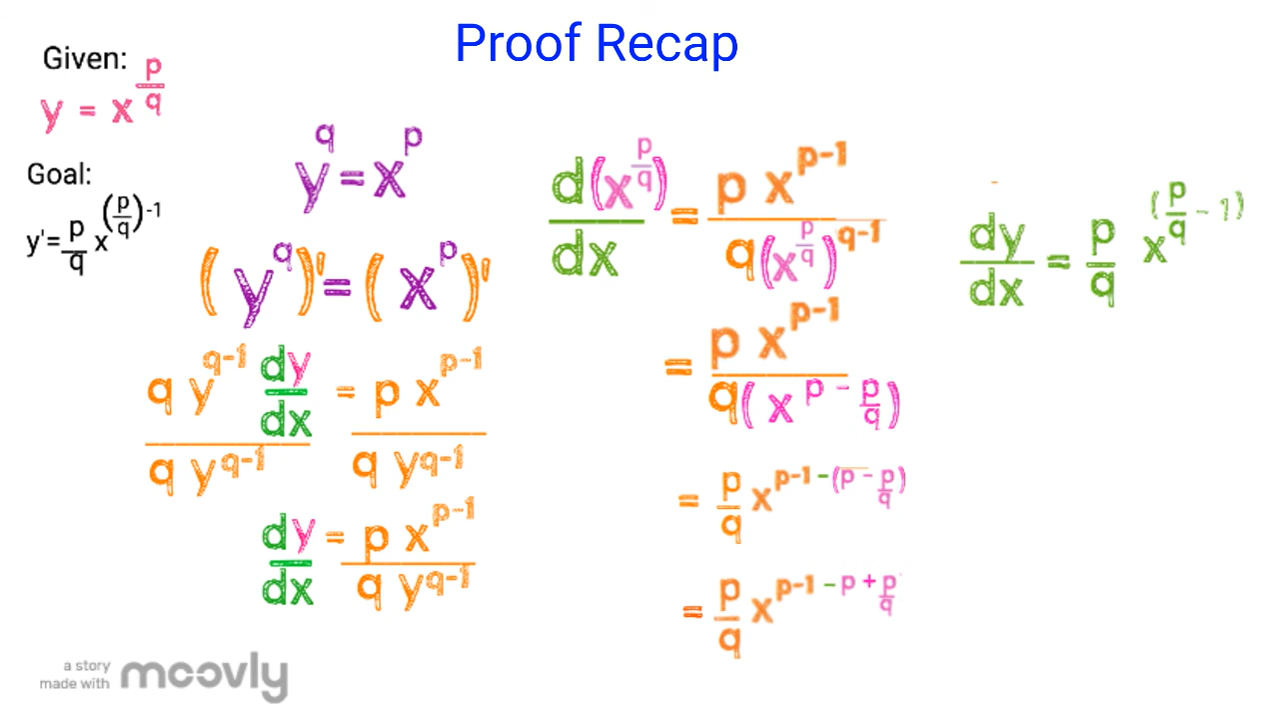 Proof Recap
Given:
y = x^(p/q)
Goal:
y'= p/q x^((p/q)-1)
y^q = x^p
(y^q)' = (x^p)'
q y^(q-1) dy/dx = p x^(p-1)
q y^(q-1) q y^(q-1)
dy/dx = p x^(p-1) / q y^(q-1)
d(x^(p/q))/dx = p x^(p-1) / q(x^(p/q))^(q-1)
= p x^(p-1) / q(x^(p - p/q))
= p/q x^(p-1 -(p - p/q))
= p/q x^(p-1 - p + p/q)
dy/dx = p/q x^(p/q - 1)
a story
made with moovly